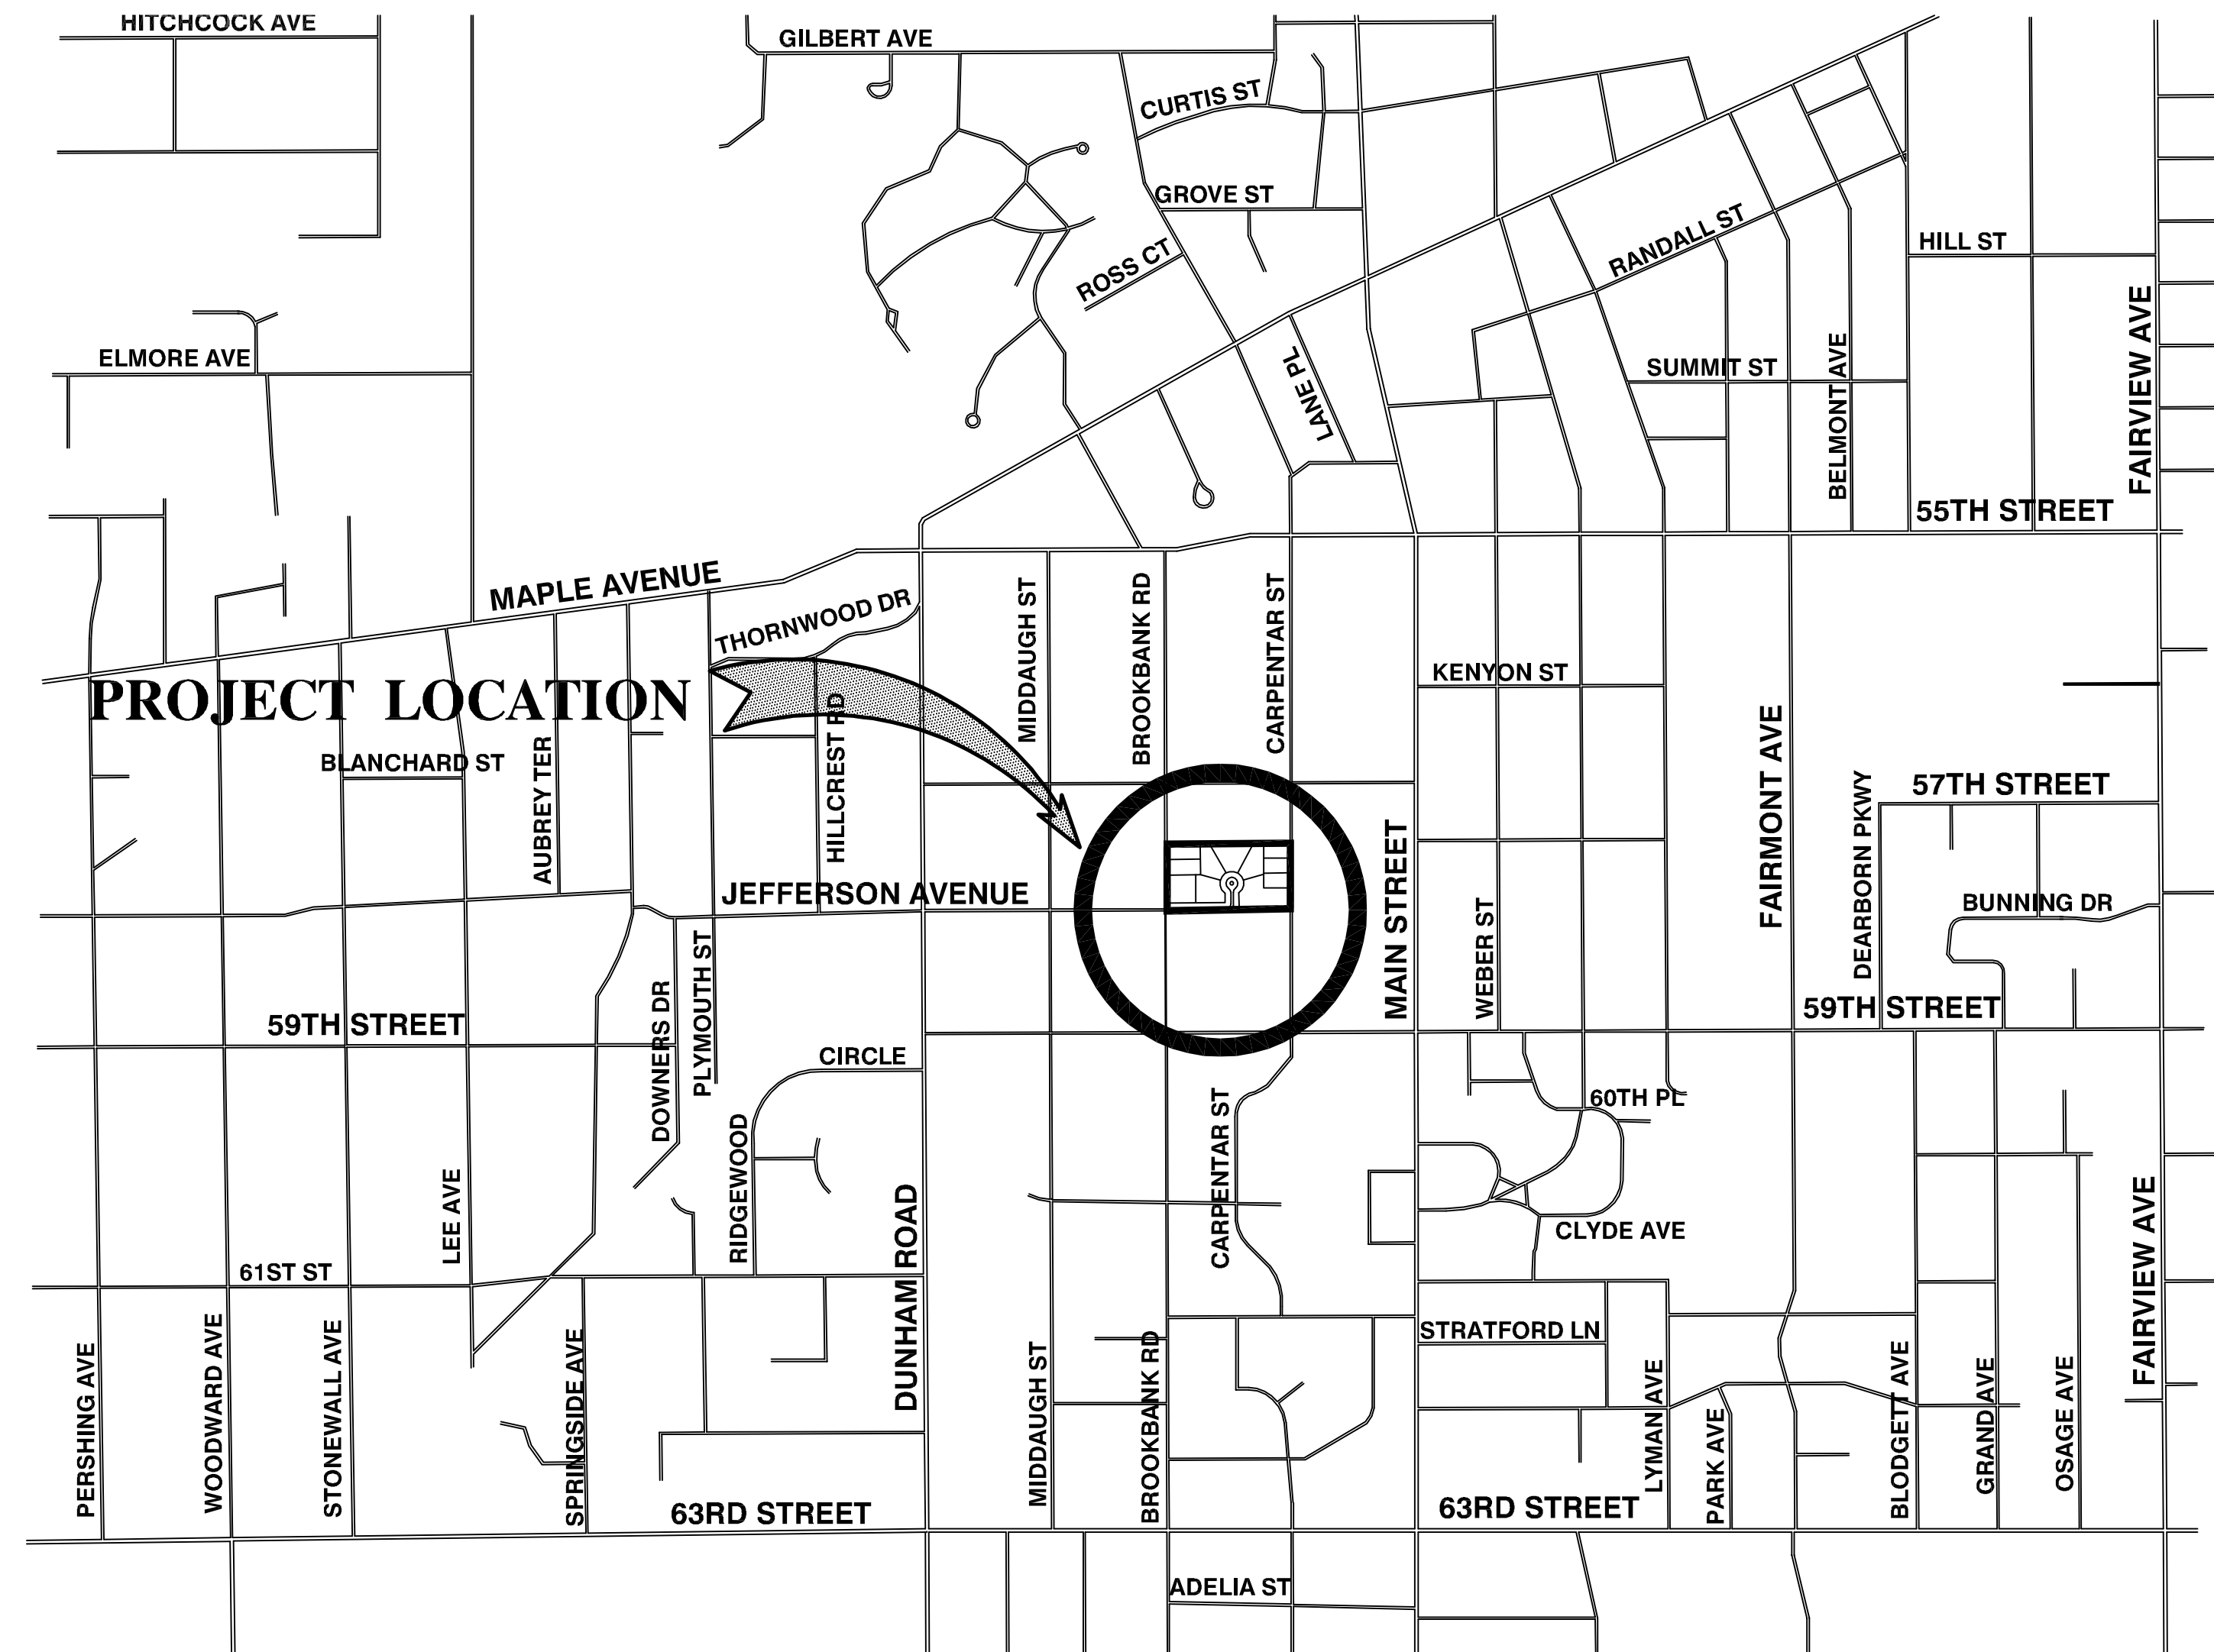 HITCHCOCK AVE
GILBERT AVE
CURTIS ST
GROVE ST
ROSS CT
RANDALL ST
HILL ST
ELMORE AVE
LANE PL
SUMMIT ST
BELMONT AVE
FAIRVIEW AVE
55TH STREET
MAPLE AVENUE
THORNWOOD DR
MIDDAUGH ST
BROOKBANK RD
CARPENTAR ST
KENYON ST
PROJECT LOCATION
BLANCHARD ST
AUBREY TER
HILLCREST RD
FAIRMONT AVE
57TH STREET
DEARBORN PKWY
JEFFERSON AVENUE
MAIN STREET
WEBER ST
BUNNING DR
59TH STREET
59TH STREET
DOWNERS DR
PLYMOUTH ST
CIRCLE
RIDGEWOOD
60TH PL
CARPENTAR ST
LEE AVE
DUNHAM ROAD
CLYDE AVE
FAIRVIEW AVE
61ST ST
STRATFORD LN
PERSHING AVE
WOODWARD AVE
STONEWALL AVE
SPRINGSIDE AVE
MIDDAUGH ST
BROOKBANK RD
LYMAN AVE
PARK AVE
BLODGETT AVE
GRAND AVE
OSAGE AVE
63RD STREET
63RD STREET
ADELIA ST